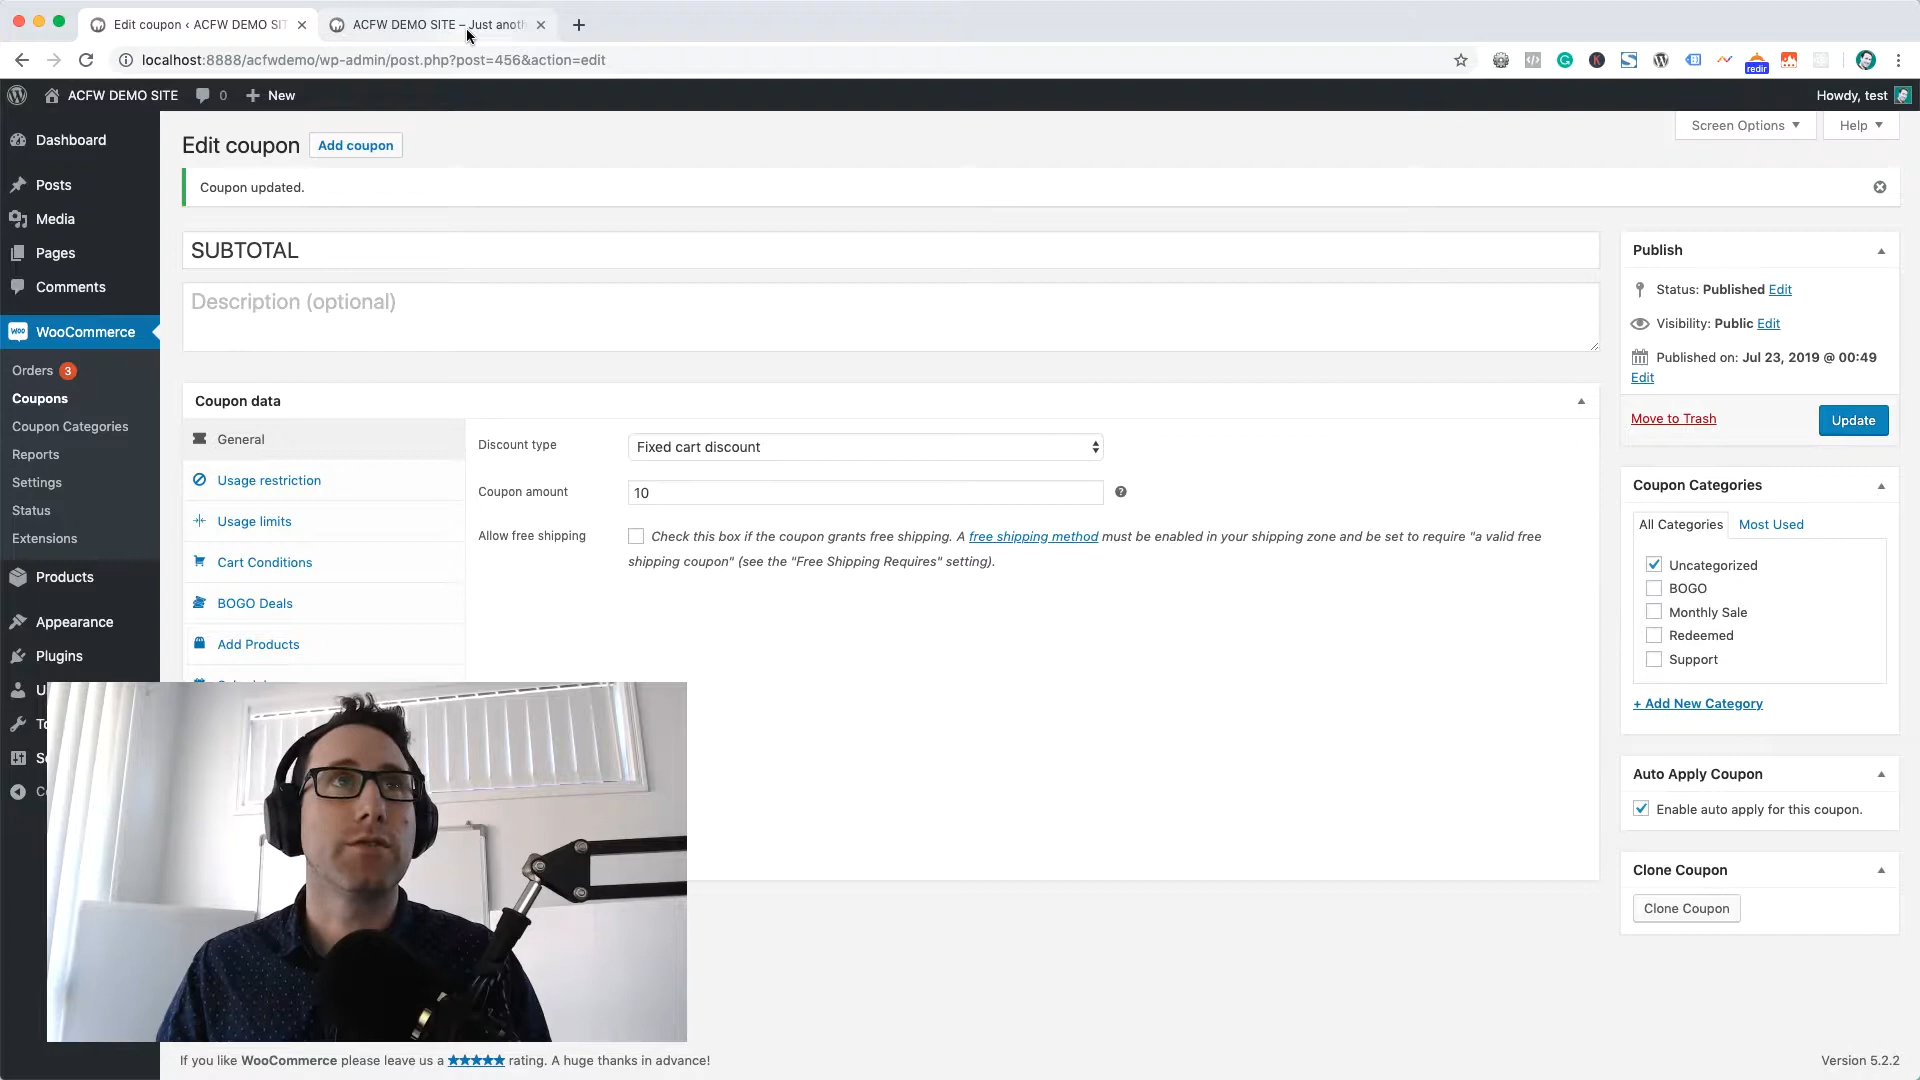 Edit coupon ‹ ACFW DEMO SIT
ACFW DEMO SITE – Just anoth
localhost:8888/acfwdemo/wp-admin/post.php?post=456&action=edit
redir
ACFW DEMO SITE
0
New
Howdy, test
Dashboard
Posts
Media
Pages
Comments
WooCommerce
Orders 3
Coupons
Coupon Categories
Reports
Settings
Status
Extensions
Products
Appearance
Plugins
Edit coupon
Add coupon
Screen Options
Help
Coupon updated.
SUBTOTAL
Description (optional)
Coupon data
General
Usage restriction
Usage limits
Cart Conditions
BOGO Deals
Add Products
Discount type
Fixed cart discount
Coupon amount
10
Allow free shipping
Check this box if the coupon grants free shipping. A free shipping method must be enabled in your shipping zone and be set to require "a valid free
shipping coupon" (see the "Free Shipping Requires" setting).
Publish
Status: Published Edit
Visibility: Public Edit
Published on: Jul 23, 2019 @ 00:49
Edit
Move to Trash
Update
Coupon Categories
All Categories
Most Used
Uncategorized
BOGO
Monthly Sale
Redeemed
Support
+ Add New Category
Auto Apply Coupon
Enable auto apply for this coupon.
Clone Coupon
Clone Coupon
If you like WooCommerce please leave us a ★★★★★ rating. A huge thanks in advance!
Version 5.2.2